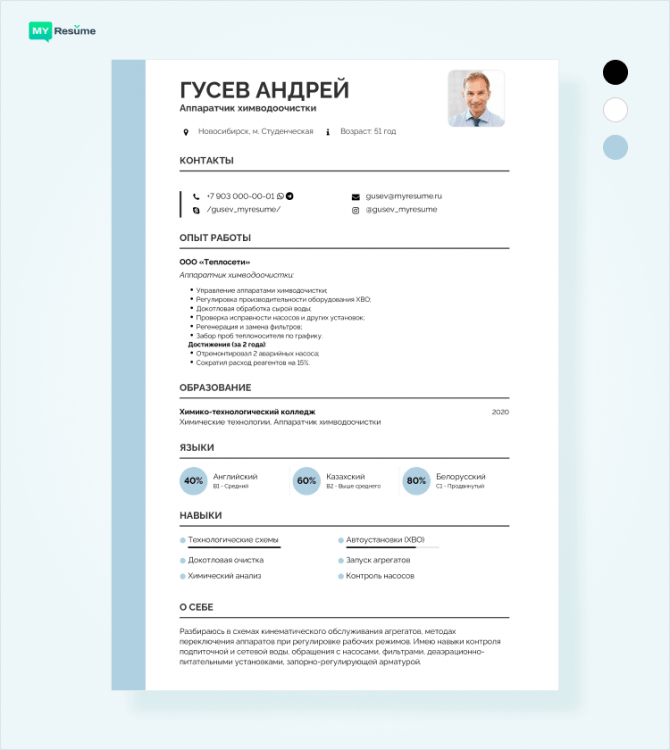 MY Resume
ГУСЕВ АНДРЕЙ
Аппаратчик химводоочистки
Новосибирск, м. Студенческая Возраст: 51 год
КОНТАКТЫ
+7 903 000-00-01 gusev@myresume.ru
/gusev_myresume/ @gusev_myresume
ОПЫТ РАБОТЫ
ООО «Теплосети»
Аппаратчик химводоочистки:
Управление аппаратами химводочистки;
Регулировка производительности оборудования ХВО;
Докотловая обработка сырой воды;
Проверка исправности насосов и других установок;
Регенерация и замена фильтров;
Забор проб теплоносителя по графику.
Достижения (за 2 года):
Отремонтировал 2 аварийных насоса;
Сократил расход реагентов на 15%.
ОБРАЗОВАНИЕ
Химико-технологический колледж 2020
Химические технологии, Аппаратчик химводоочистки
ЯЗЫКИ
40% Английский 60% Казахский 80% Белорусский
B1 - Средний B2 - Выше среднего C1 - Продвинутый
НАВЫКИ
Технологические схемы Автоустановки (ХВО)
Докотловая очистка Запуск агрегатов
Химический анализ Контроль насосов
О СЕБЕ
Разбираюсь в схемах кинематического обслуживания агрегатов, методах
переключения аппаратов при регулировке рабочих режимов. Имею навыки контроля
подпиточной и сетевой воды, обращения с насосами, фильтрами, деаэрационно-
питательными установками, запорно-регулирующей арматурой.